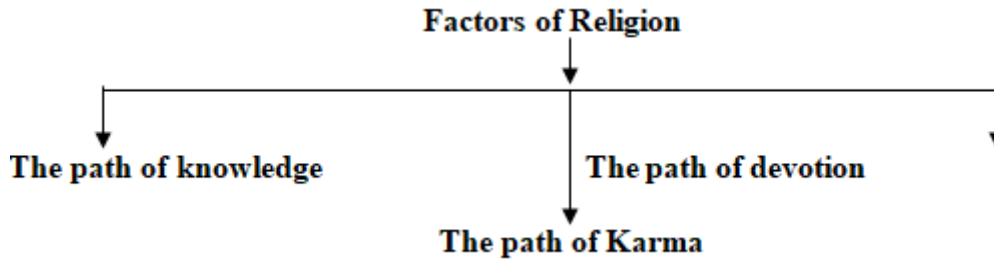 Factors of Religion
The path of knowledge
The path of devotion
The path of Karma